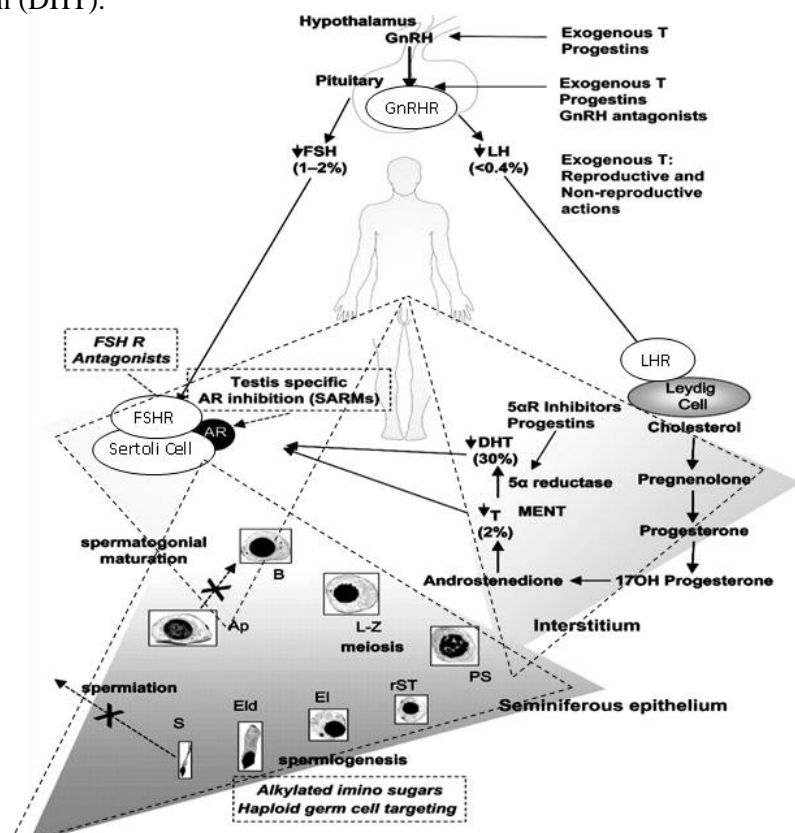 (DHT).
Hypothalamus
GnRH
Exogenous T
Progestins
Pituitary
GnRHR
Exogenous T
Progestins
GnRH antagonists
FSH
(1–2%)
LH
(<0.4%)
Exogenous T:
Reproductive and
Non-reproductive
actions
FSH R
Antagonists
Testis specific
AR inhibition (SARMs)
FSHR
AR
Sertoli Cell
LHR
Leydig
Cell
5αR Inhibitors
Progestins
Cholesterol
DHT
(30%)
5α reductase
Pregnenolone
T
(2%)
MENT
Progesterone
Androstenedione
17OH Progesterone
Interstitium
spermatogonial
maturation
B
Ap
L-Z
meiosis
PS
Seminiferous epithelium
spermiation
S
Eld
El
rST
spermiogenesis
Alkylated imino sugars
Haploid germ cell targeting